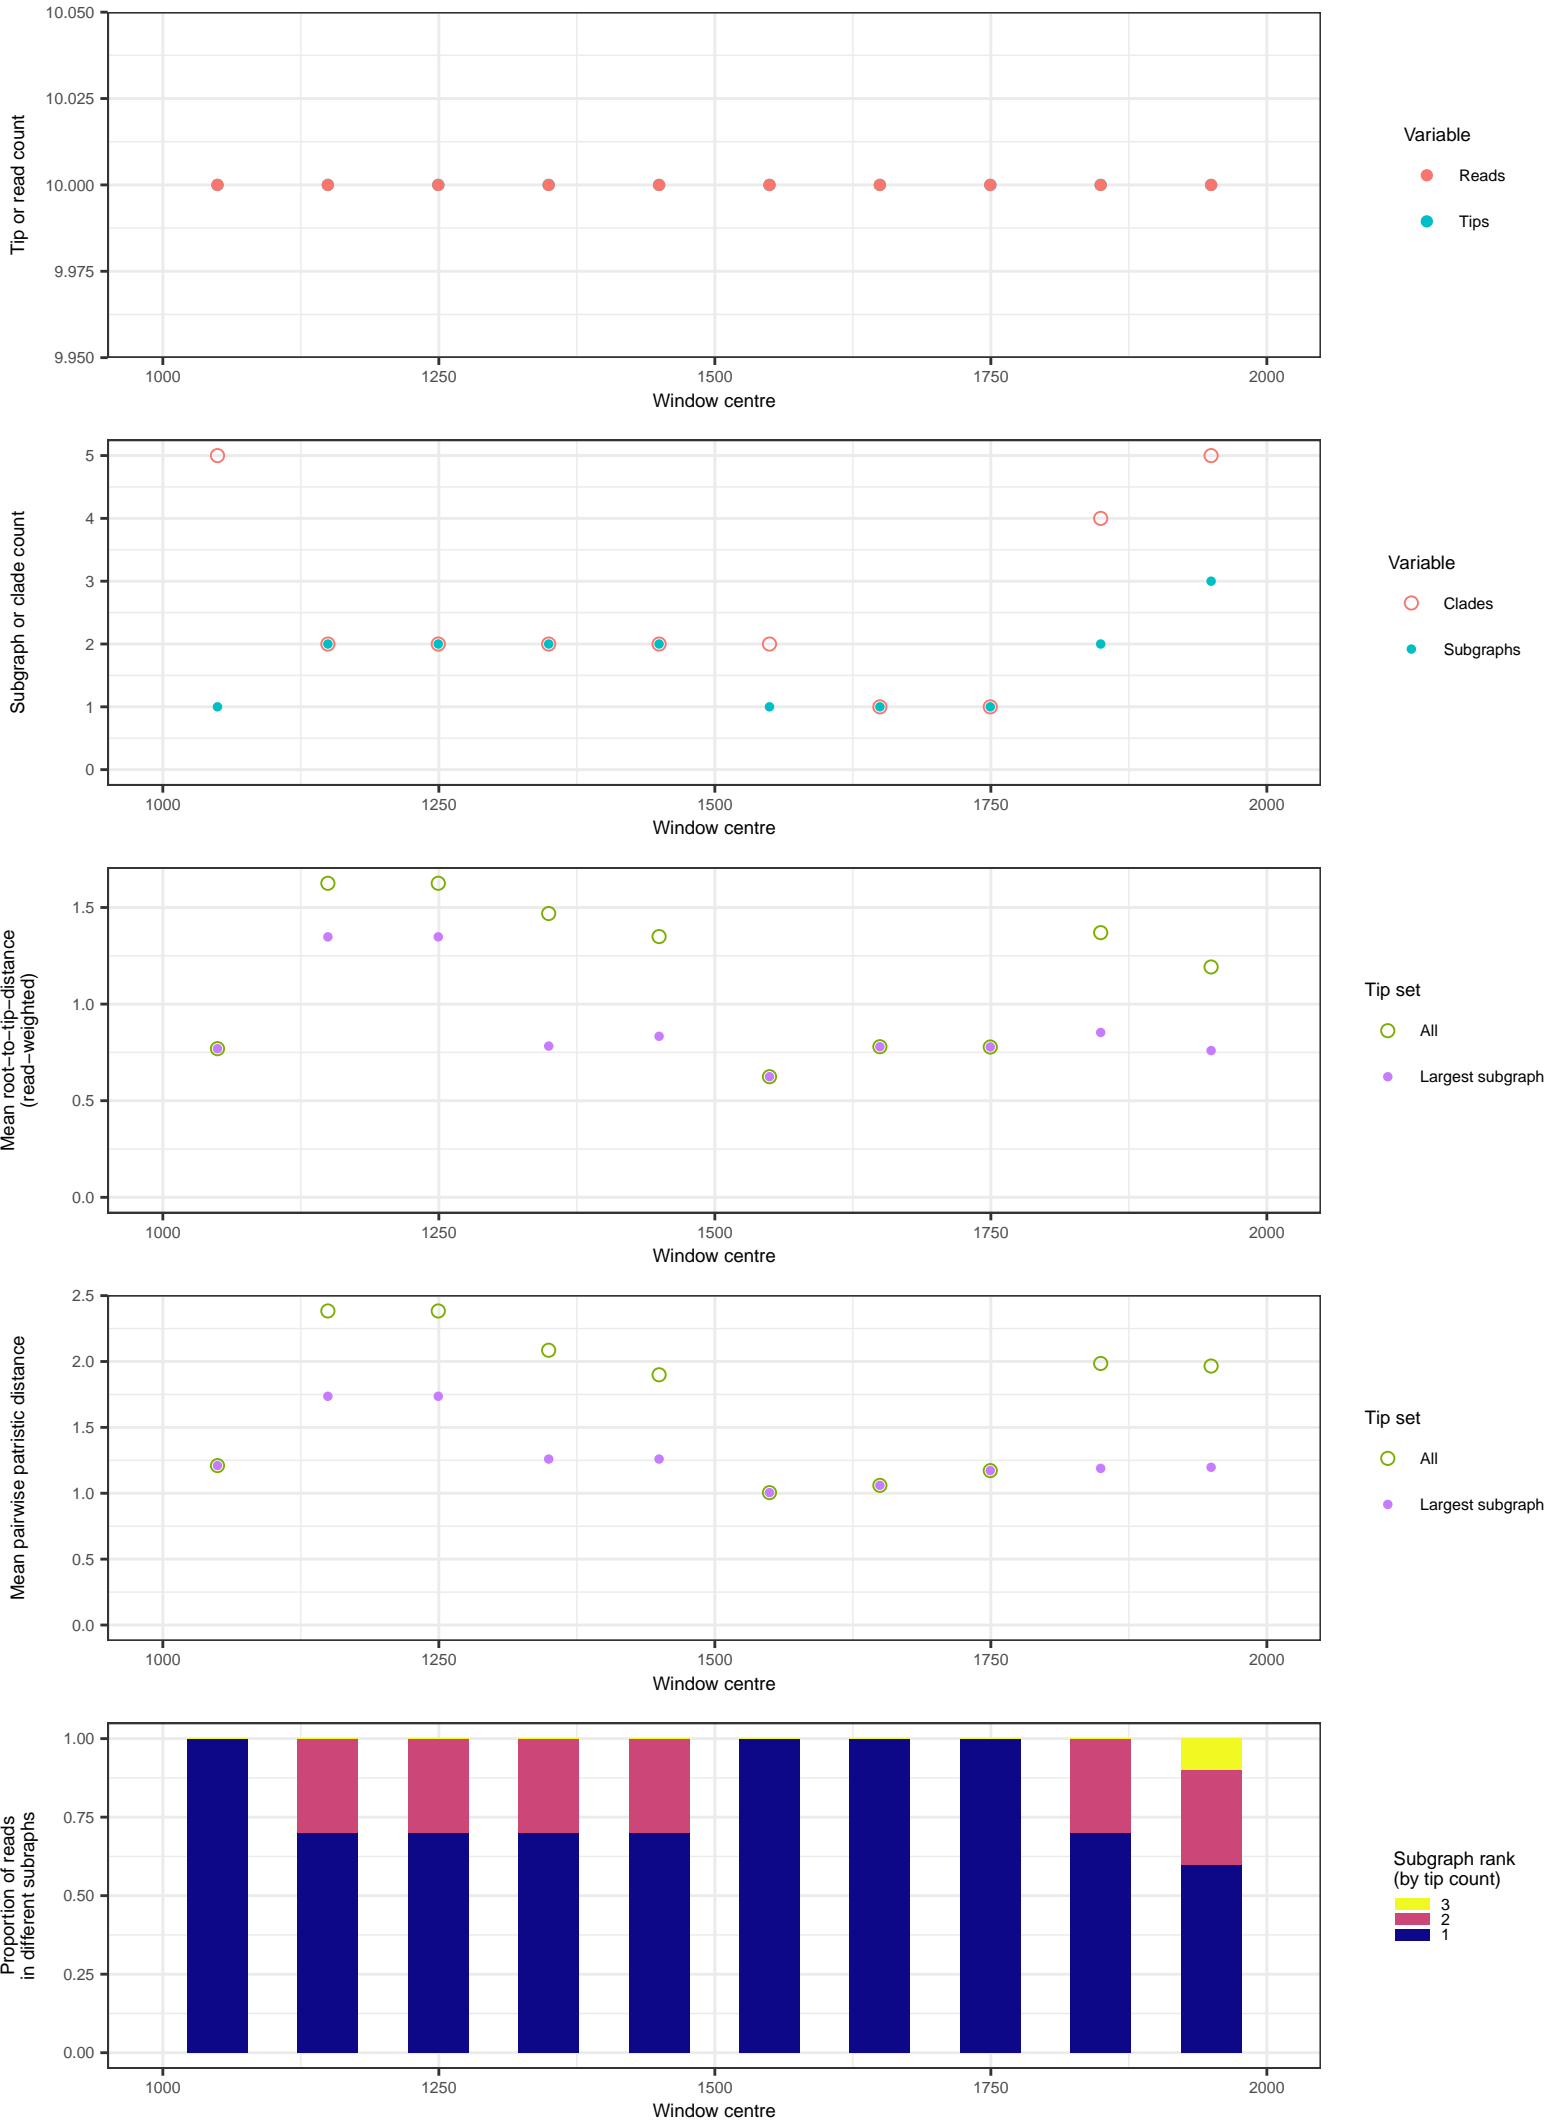 10.050
10.025
10.000
9.975
9.950
Tip or read count
1000 1250 1500 1750 2000
Window centre
Variable
Reads
Tips
5
4
3
2
1
0
Subgraph or clade count
1000 1250 1500 1750 2000
Window centre
Variable
Clades
Subgraphs
1.5
1.0
0.5
0.0
Mean root−to−tip−distance
(read−weighted)
1000 1250 1500 1750 2000
Window centre
Tip set
All
Largest subgraph
2.5
2.0
1.5
1.0
0.5
0.0
Mean pairwise patristic distance
1000 1250 1500 1750 2000
Window centre
Tip set
All
Largest subgraph
1.00
0.75
0.50
0.25
0.00
Proportion of reads
in different subraphs
1000 1250 1500 1750 2000
Window centre
Subgraph rank
(by tip count)
3
2
1